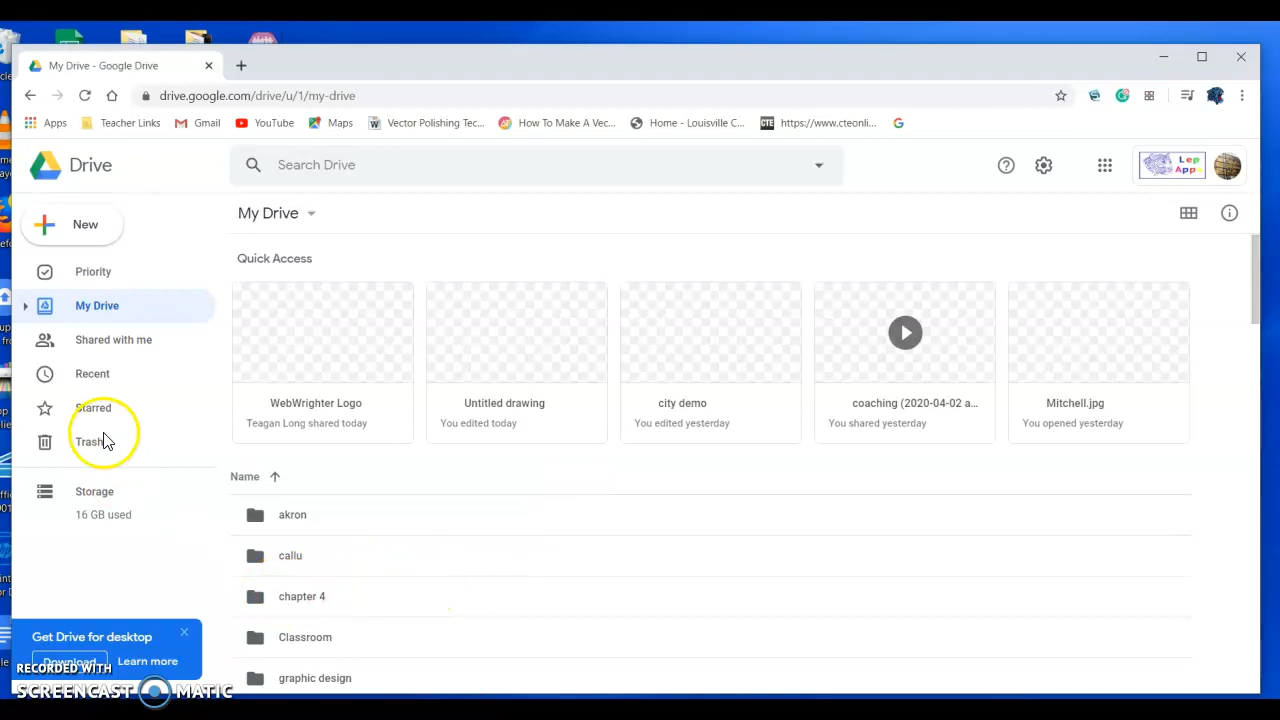 My Drive - Google Drive
drive.google.com/drive/u/1/my-drive
Apps Teacher Links Gmail YouTube Maps Vector Polishing Tec... How To Make A Vec... Home - Louisville C... CTE https://www.cteonli...
Drive
Search Drive
Lep Apps
New
My Drive
Priority
Quick Access
My Drive
Shared with me
Recent
Starred
Trash
WebWrighter Logo
Teagan Long shared today
Untitled drawing
You edited today
city demo
You edited yesterday
coaching (2020-04-02 a...
You shared yesterday
Mitchell.jpg
You opened yesterday
Storage
16 GB used
Name
akron
callu
chapter 4
Classroom
graphic design
Get Drive for desktop
Download Learn more
RECORDED WITH
SCREENCAST MATIC